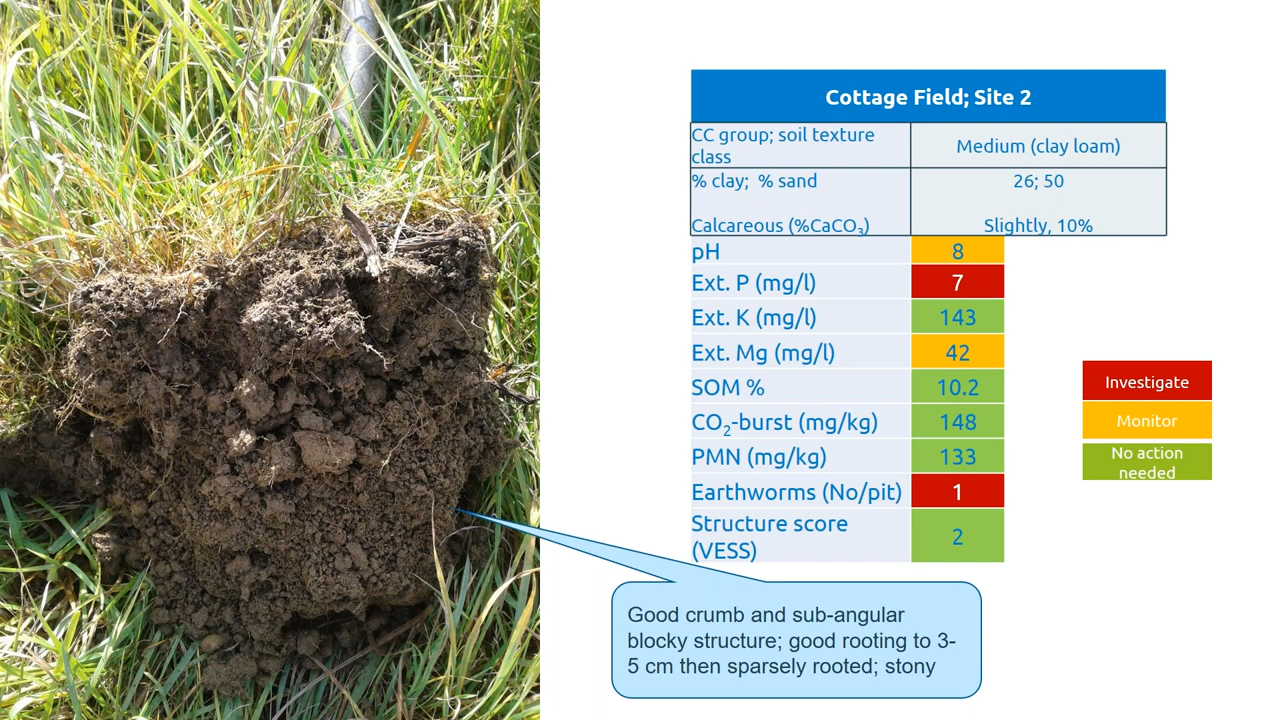 Cottage Field; Site 2
CC group; soil texture
class
Medium (clay loam)
% clay;  % sand
26; 50
Calcareous (%CaCO₃)
Slightly, 10%
pH
8
Ext. P (mg/l)
7
Ext. K (mg/l)
143
Ext. Mg (mg/l)
42
SOM %
10.2
CO₂-burst (mg/kg)
148
PMN (mg/kg)
133
Earthworms (No/pit)
1
Structure score
(VESS)
2
Investigate
Monitor
No action
needed
Good crumb and sub-angular
blocky structure; good rooting to 3-
5 cm then sparsely rooted; stony